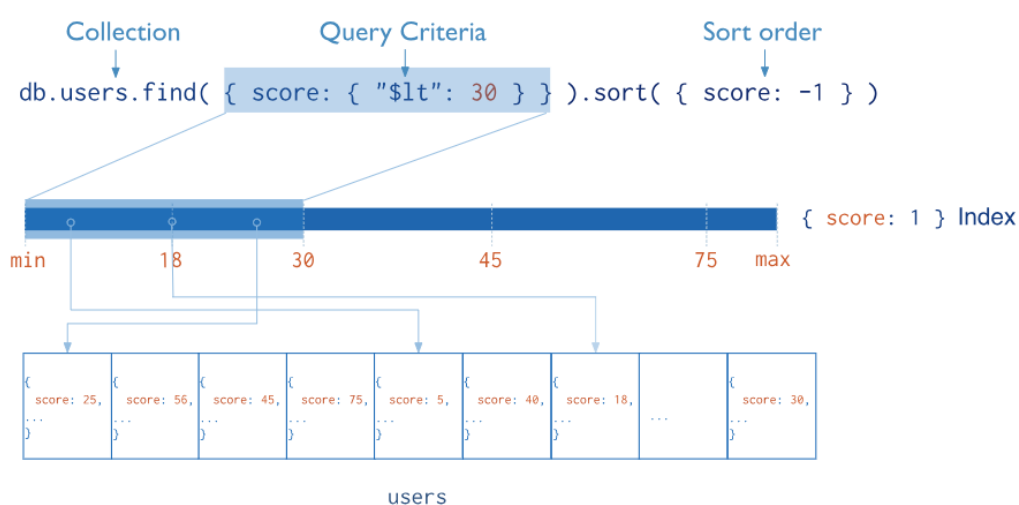 Collection Query Criteria Sort order
db.users.find( { score: { "$lt": 30 } } ).sort( { score: -1 } )
{ score: 1 } Index
min 18 30 45 75 max
{ { { { { { { {
score: 25, score: 56, score: 45, score: 75, score: 5, score: 40, score: 18, score: 30,
... ... ... ... ... ... ... ... ...
} } } } } } } }
users